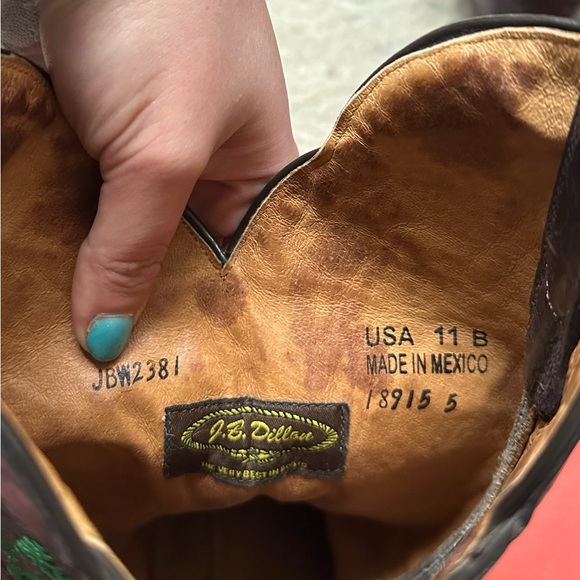 USA 11 B
MADE IN MEXICO
18915 5
JBW2381
J.B. Dillon
THE VERY BEST IN BOOTS